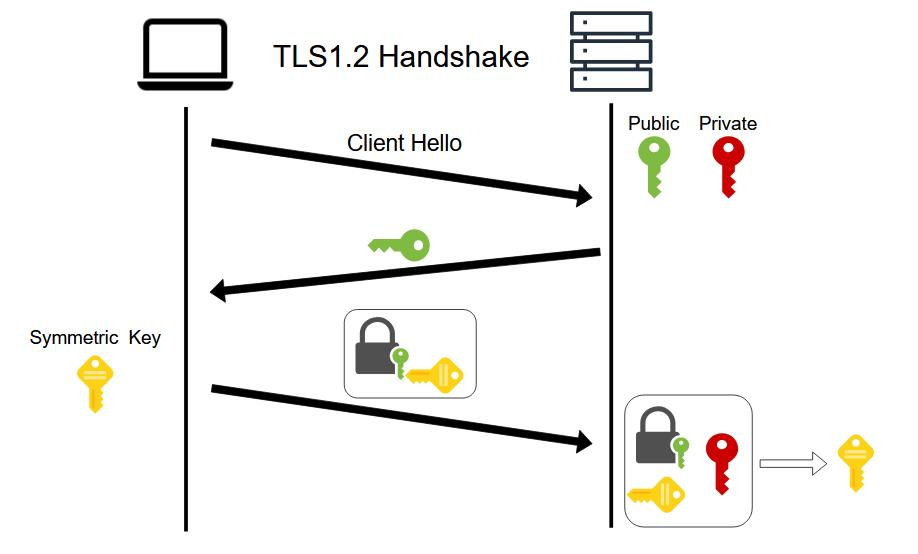 TLS1.2 Handshake
Public Private
Client Hello
Symmetric Key